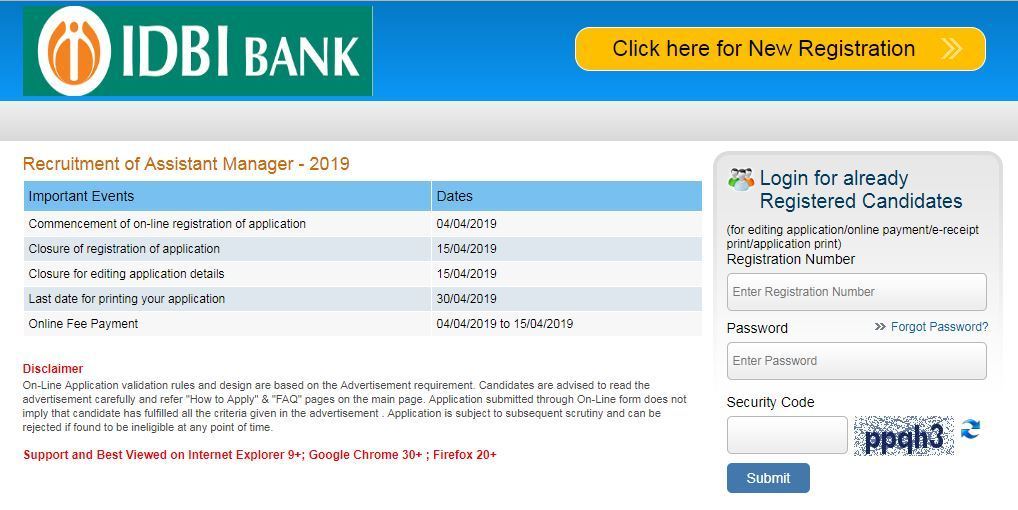 IDBI BANK
Click here for New Registration
Recruitment of Assistant Manager - 2019
Important Events Dates
Commencement of on-line registration of application 04/04/2019
Closure of registration of application 15/04/2019
Closure for editing application details 15/04/2019
Last date for printing your application 30/04/2019
Online Fee Payment 04/04/2019 to 15/04/2019
Disclaimer
On-Line Application validation rules and design are based on the Advertisement requirement. Candidates are advised to read the
advertisement carefully and refer "How to Apply" & "FAQ" pages on the main page. Application submitted through On-Line form does not
imply that candidate has fulfilled all the criteria given in the advertisement . Application is subject to subsequent scrutiny and can be
rejected if found to be ineligible at any point of time.
Support and Best Viewed on Internet Explorer 9+; Google Chrome 30+ ; Firefox 20+
Login for already
Registered Candidates
(for editing application/online payment/e-receipt
print/application print)
Registration Number
Enter Registration Number
Password Forgot Password?
Enter Password
Security Code
ppqh3
Submit